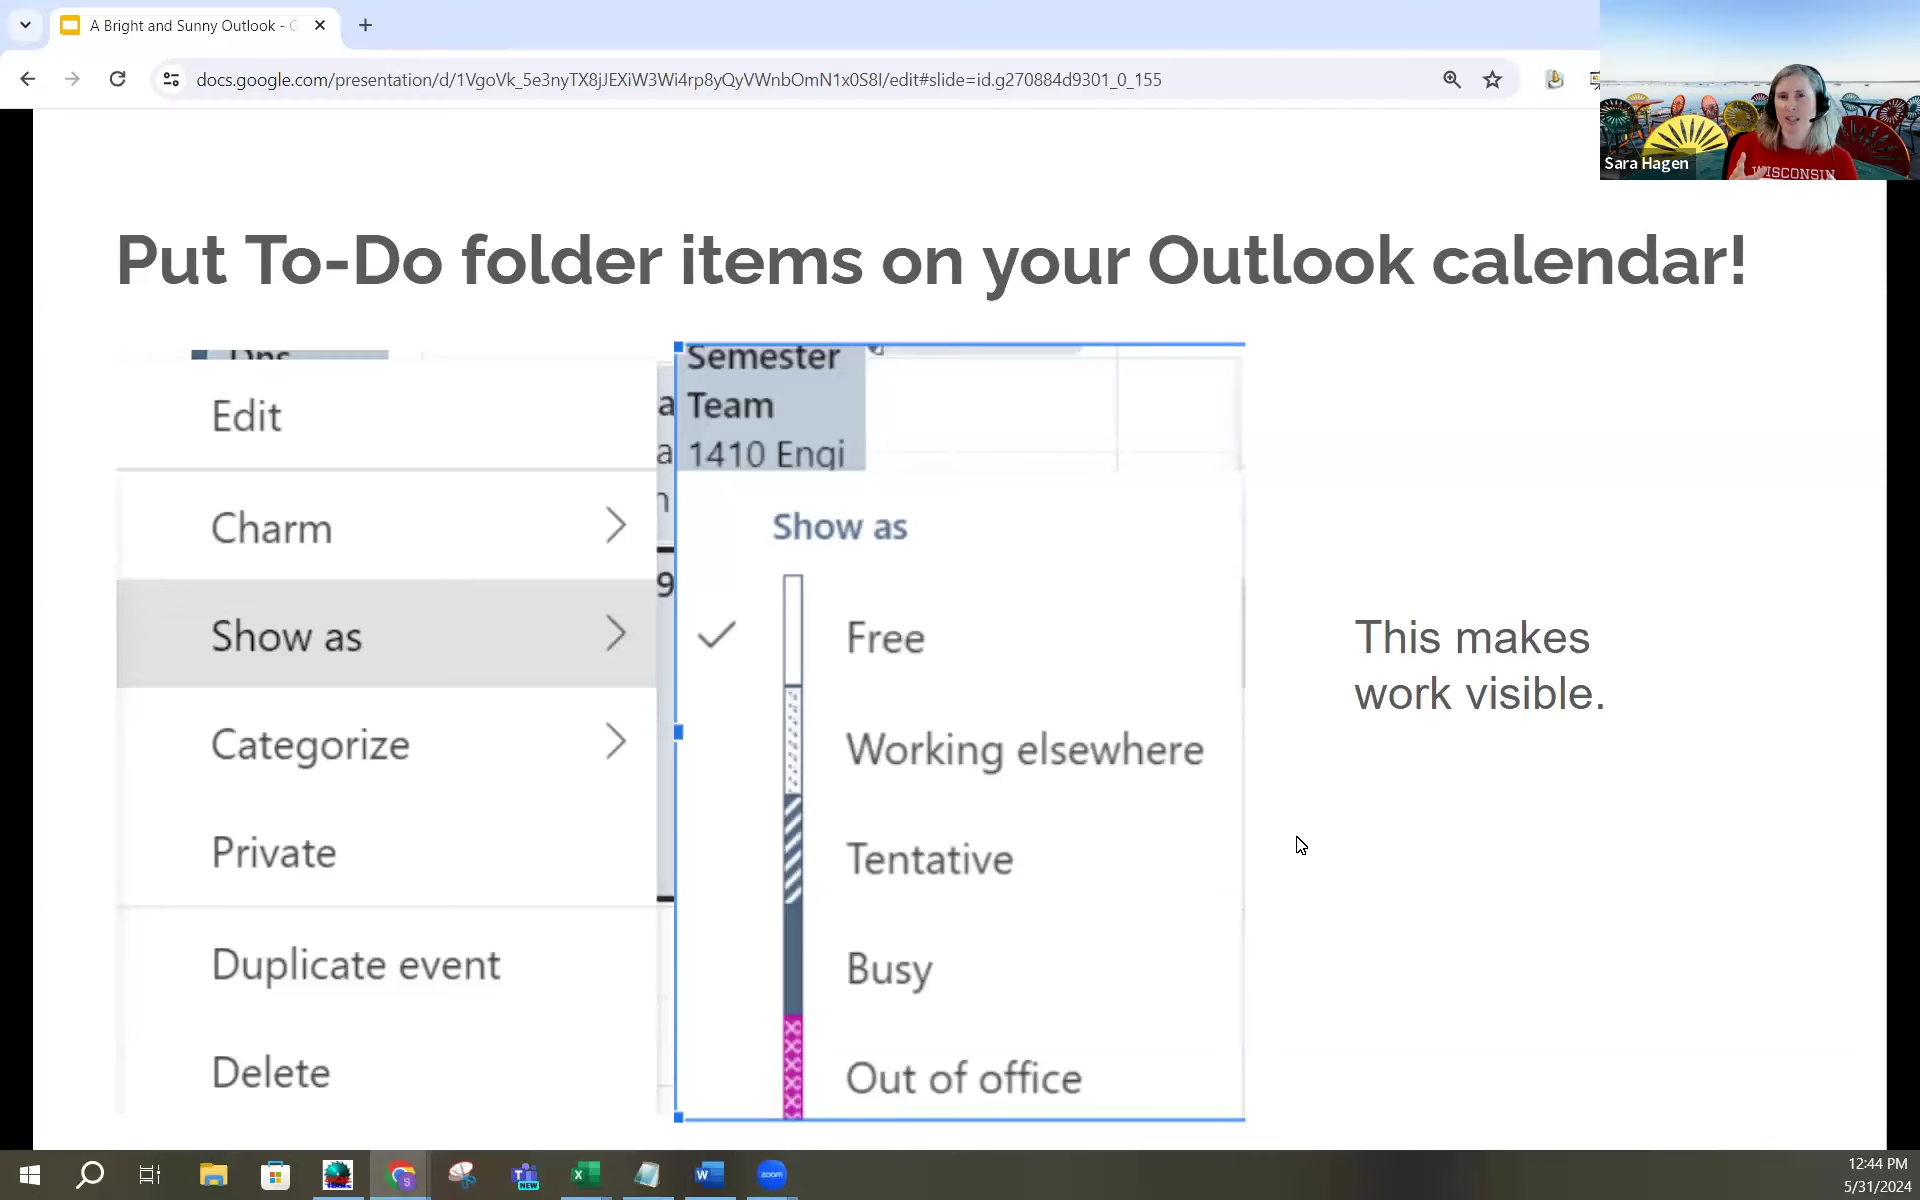 A Bright and Sunny Outlook -
docs.google.com/presentation/d/1VgoVk_5e3nyTX8jJEXiW3Wi4rp8yQyVWnbOmN1x0S8I/edit#slide=id.g270884d9301_0_155
Sara Hagen
WISCONSIN
Put To-Do folder items on your Outlook calendar!
Edit
Charm
Show as
Categorize
Private
Duplicate event
Delete
a
a
9
Semester
Team
1410 Engi
Show as
Free
Working elsewhere
Tentative
Busy
Out of office
This makes
work visible.
NEW
zoom
12:44 PM
5/31/2024